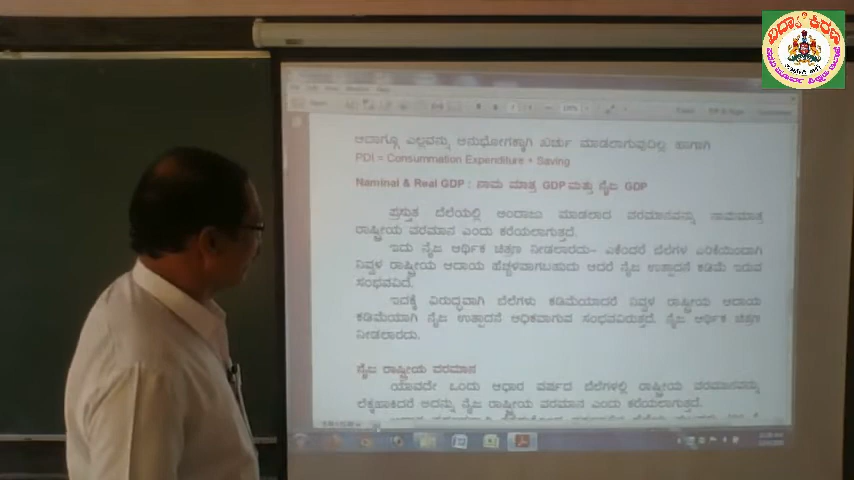 ವಿದ್ಯಾ ಕಿರಣ
ಆದಾಗ್ಯೂ ಎಲ್ಲವನ್ನು ಅನುಭೋಗಕ್ಕಾಗಿ ಖರ್ಚು ಮಾಡಲಾಗುವುದಿಲ್ಲ ಹಾಗಾಗಿ
PDI = Consummation Expenditure + Saving
Naminal & Real GDP : ನಾಮ ಮಾತ್ರ GDP ಮತ್ತು ನೈಜ GDP
ಪ್ರಸ್ತುತ ಬೆಲೆಯಲ್ಲಿ ಅಂದಾಜು ಮಾಡಲಾದ ವರಮಾನವನ್ನು ನಾಮಮಾತ್ರ
ರಾಷ್ಟ್ರೀಯ ವರಮಾನ ಎಂದು ಕರೆಯಲಾಗುತ್ತದೆ.
ಇದು ನೈಜ ಆರ್ಥಿಕ ಚಿತ್ರಣ ನೀಡಲಾರದು– ಎಕೆಂದರೆ ಬೆಲೆಗಳ ಏರಿಕೆಯಿಂದಾಗಿ
ನಿವ್ವಳ ರಾಷ್ಟ್ರೀಯ ಆದಾಯ ಹೆಚ್ಚಳವಾಗಬಹುದು ಆದರೆ ನೈಜ ಉತ್ಪಾದನೆ ಕಡಿಮೆ ಇರುವ
ಸಂಭವವಿದೆ.
ಇದಕ್ಕೆ ವಿರುದ್ಧವಾಗಿ ಬೆಲೆಗಳು ಕಡಿಮೆಯಾದರೆ ನಿವ್ವಳ ರಾಷ್ಟ್ರೀಯ ಆದಾಯ
ಕಡಿಮೆಯಾಗಿ ನೈಜ ಉತ್ಪಾದನೆ ಅಧಿಕವಾಗುವ ಸಂಭವವಿರುತ್ತದೆ. ನೈಜ ಆರ್ಥಿಕ ಚಿತ್ರಣ
ನೀಡಲಾರದು.
ನೈಜ ರಾಷ್ಟ್ರೀಯ ವರಮಾನ
ಯಾವದೇ ಒಂದು ಆಧಾರ ವರ್ಷದ ಬೆಲೆಗಳಲ್ಲಿ ರಾಷ್ಟ್ರೀಯ ವರಮಾನವನ್ನು
ಲೆಕ್ಕಹಾಕಿದರೆ ಅದನ್ನು ನೈಜ ರಾಷ್ಟ್ರೀಯ ವರಮಾನ ಎಂದು ಕರೆಯಲಾಗುತ್ತದೆ.